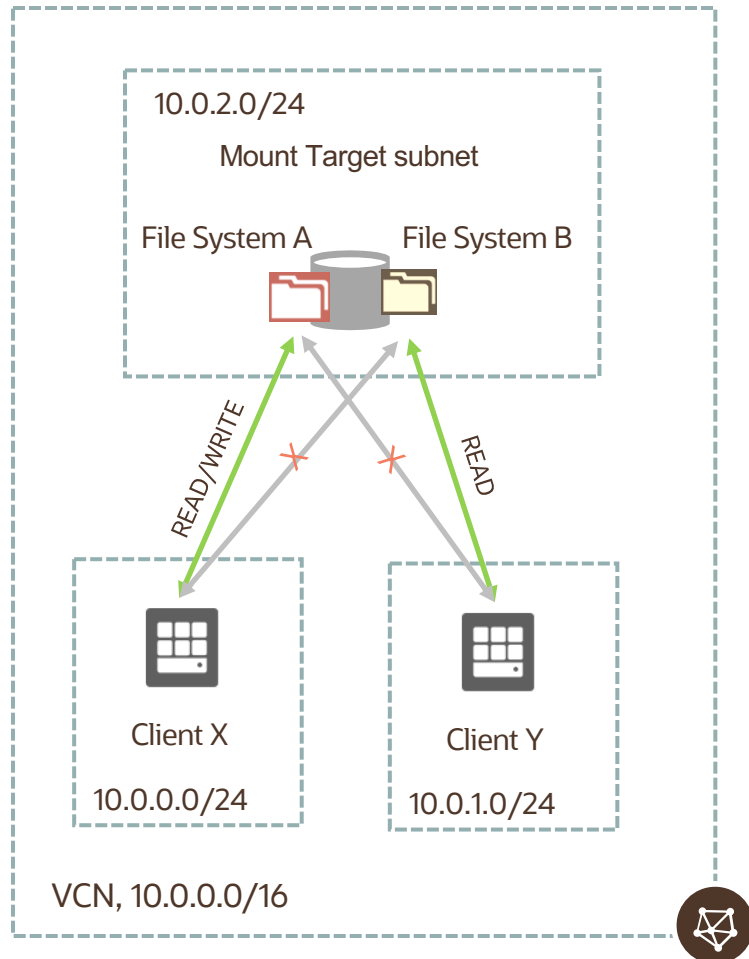 10.0.2.0/24
Mount Target subnet
File System A
File System B
READ/WRITE
READ
Client X
10.0.0.0/24
Client Y
10.0.1.0/24
VCN, 10.0.0.0/16